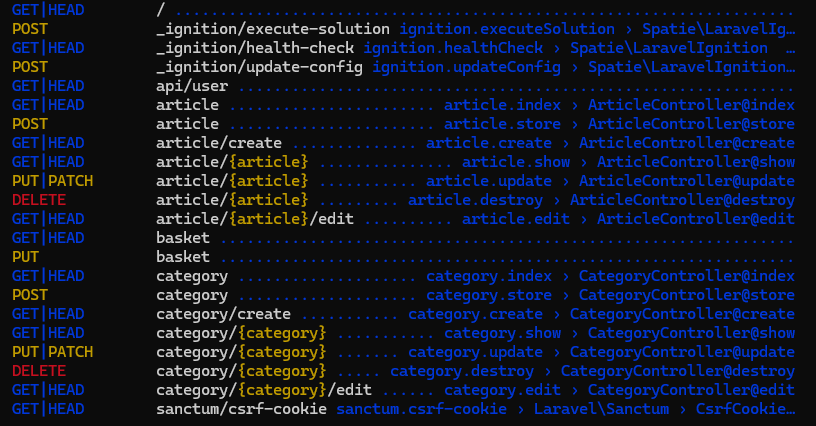 GET|HEAD / .....................................................................
POST _ignition/execute-solution ignition.executeSolution › Spatie\LaravelIg…
GET|HEAD _ignition/health-check ignition.healthCheck › Spatie\LaravelIgnition …
POST _ignition/update-config ignition.updateConfig › Spatie\LaravelIgnition…
GET|HEAD api/user ..............................................................
GET|HEAD article ....................... article.index › ArticleController@index
POST article ....................... article.store › ArticleController@store
GET|HEAD article/create .............. article.create › ArticleController@create
GET|HEAD article/{article} ............... article.show › ArticleController@show
PUT|PATCH article/{article} ........... article.update › ArticleController@update
DELETE article/{article} ......... article.destroy › ArticleController@destroy
GET|HEAD article/{article}/edit .......... article.edit › ArticleController@edit
GET|HEAD basket ................................................................
PUT basket ................................................................
GET|HEAD category .................... category.index › CategoryController@index
POST category .................... category.store › CategoryController@store
GET|HEAD category/create ........... category.create › CategoryController@create
GET|HEAD category/{category} ........... category.show › CategoryController@show
PUT|PATCH category/{category} ....... category.update › CategoryController@update
DELETE category/{category} ..... category.destroy › CategoryController@destroy
GET|HEAD category/{category}/edit ...... category.edit › CategoryController@edit
GET|HEAD sanctum/csrf-cookie sanctum.csrf-cookie › Laravel\Sanctum › CsrfCookie…